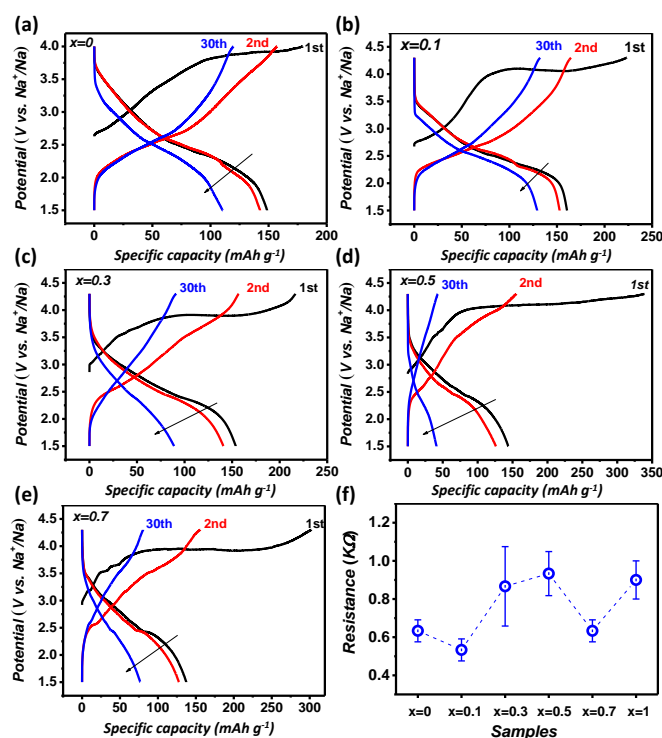 (a)
x=0
30th
2nd
1st
4.0
3.5
3.0
2.5
2.0
1.5
Potential (V vs. Na⁺/Na)
0 50 100 150 200
Specific capacity (mAh g⁻¹)
(b)
x=0.1
30th
2nd
1st
4.5
4.0
3.5
3.0
2.5
2.0
1.5
Potential (V vs. Na⁺/Na)
0 50 100 150 200 250
Specific capacity (mAh g⁻¹)
(c)
x=0.3
30th
2nd
1st
4.5
4.0
3.5
3.0
2.5
2.0
1.5
Potential (V vs. Na⁺/Na)
0 50 100 150 200 250
Specific capacity (mAh g⁻¹)
(d)
x=0.5
30th
2nd
1st
4.5
4.0
3.5
3.0
2.5
2.0
1.5
Potential (V vs. Na⁺/Na)
0 50 100 150 200 250 300 350
Specific capacity (mAh g⁻¹)
(e)
x=0.7
30th
2nd
1st
4.5
4.0
3.5
3.0
2.5
2.0
1.5
Potential (V vs. Na⁺/Na)
0 50 100 150 200 250 300
Specific capacity (mAh g⁻¹)
(f)
1.2
1.0
0.8
0.6
0.4
Resistance (KΩ)
x=0 x=0.1 x=0.3 x=0.5 x=0.7 x=1
Samples